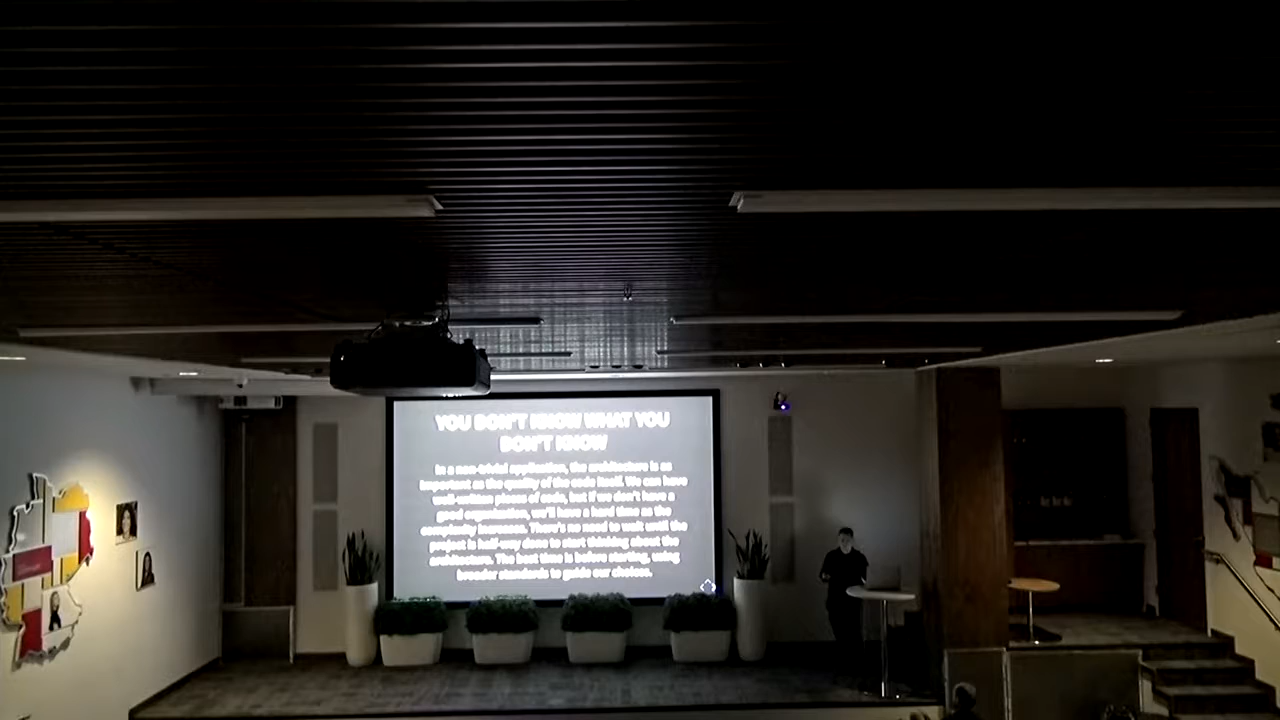 YOU DON'T KNOW WHAT YOU
DON'T KNOW
In a non-trivial application, the architecture is as
important as the quality of the code itself. We can have
well-written pieces of code, but if we don't have a
good organization, we'll have a hard time as the
complexity increases. There's no need to wait until the
project is half-way done to start thinking about the
architecture. The best time is before starting, using
broader standards to guide our choices.